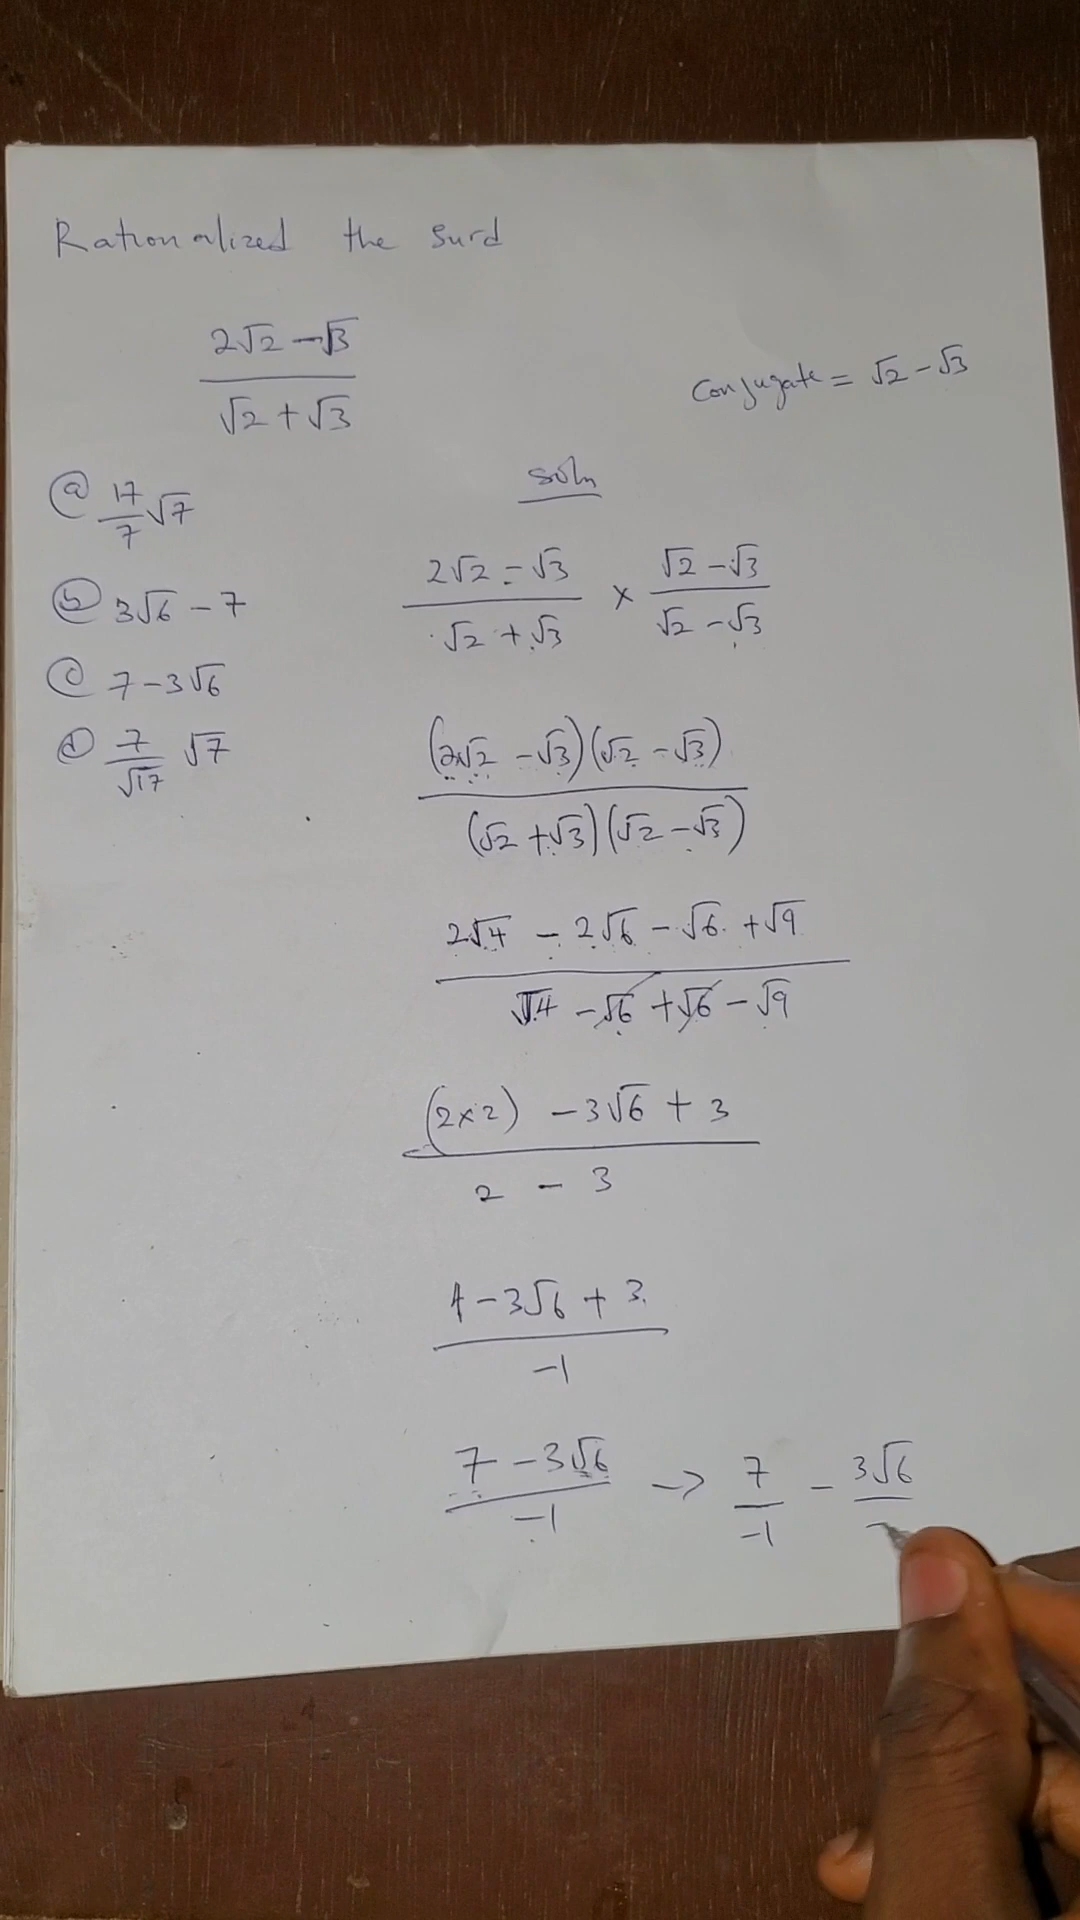 Rationalized the surd
2√2 - √3
√2 + √3
Conjugate = √2 - √3
soln
ⓐ 17/7 √7
ⓑ 3√6 - 7
ⓒ 7 - 3√6
ⓓ 7/√17 √7
2√2 - √3 / √2 + √3 × √2 - √3 / √2 - √3
(2√2 - √3)(√2 - √3)
(√2 + √3)(√2 - √3)
2√4 - 2√6 - √6 + √9
√4 - √6 + √6 - √9
(2×2) - 3√6 + 3
2 - 3
4 - 3√6 + 3
-1
7 - 3√6 / -1 → 7 / -1 - 3√6 / -